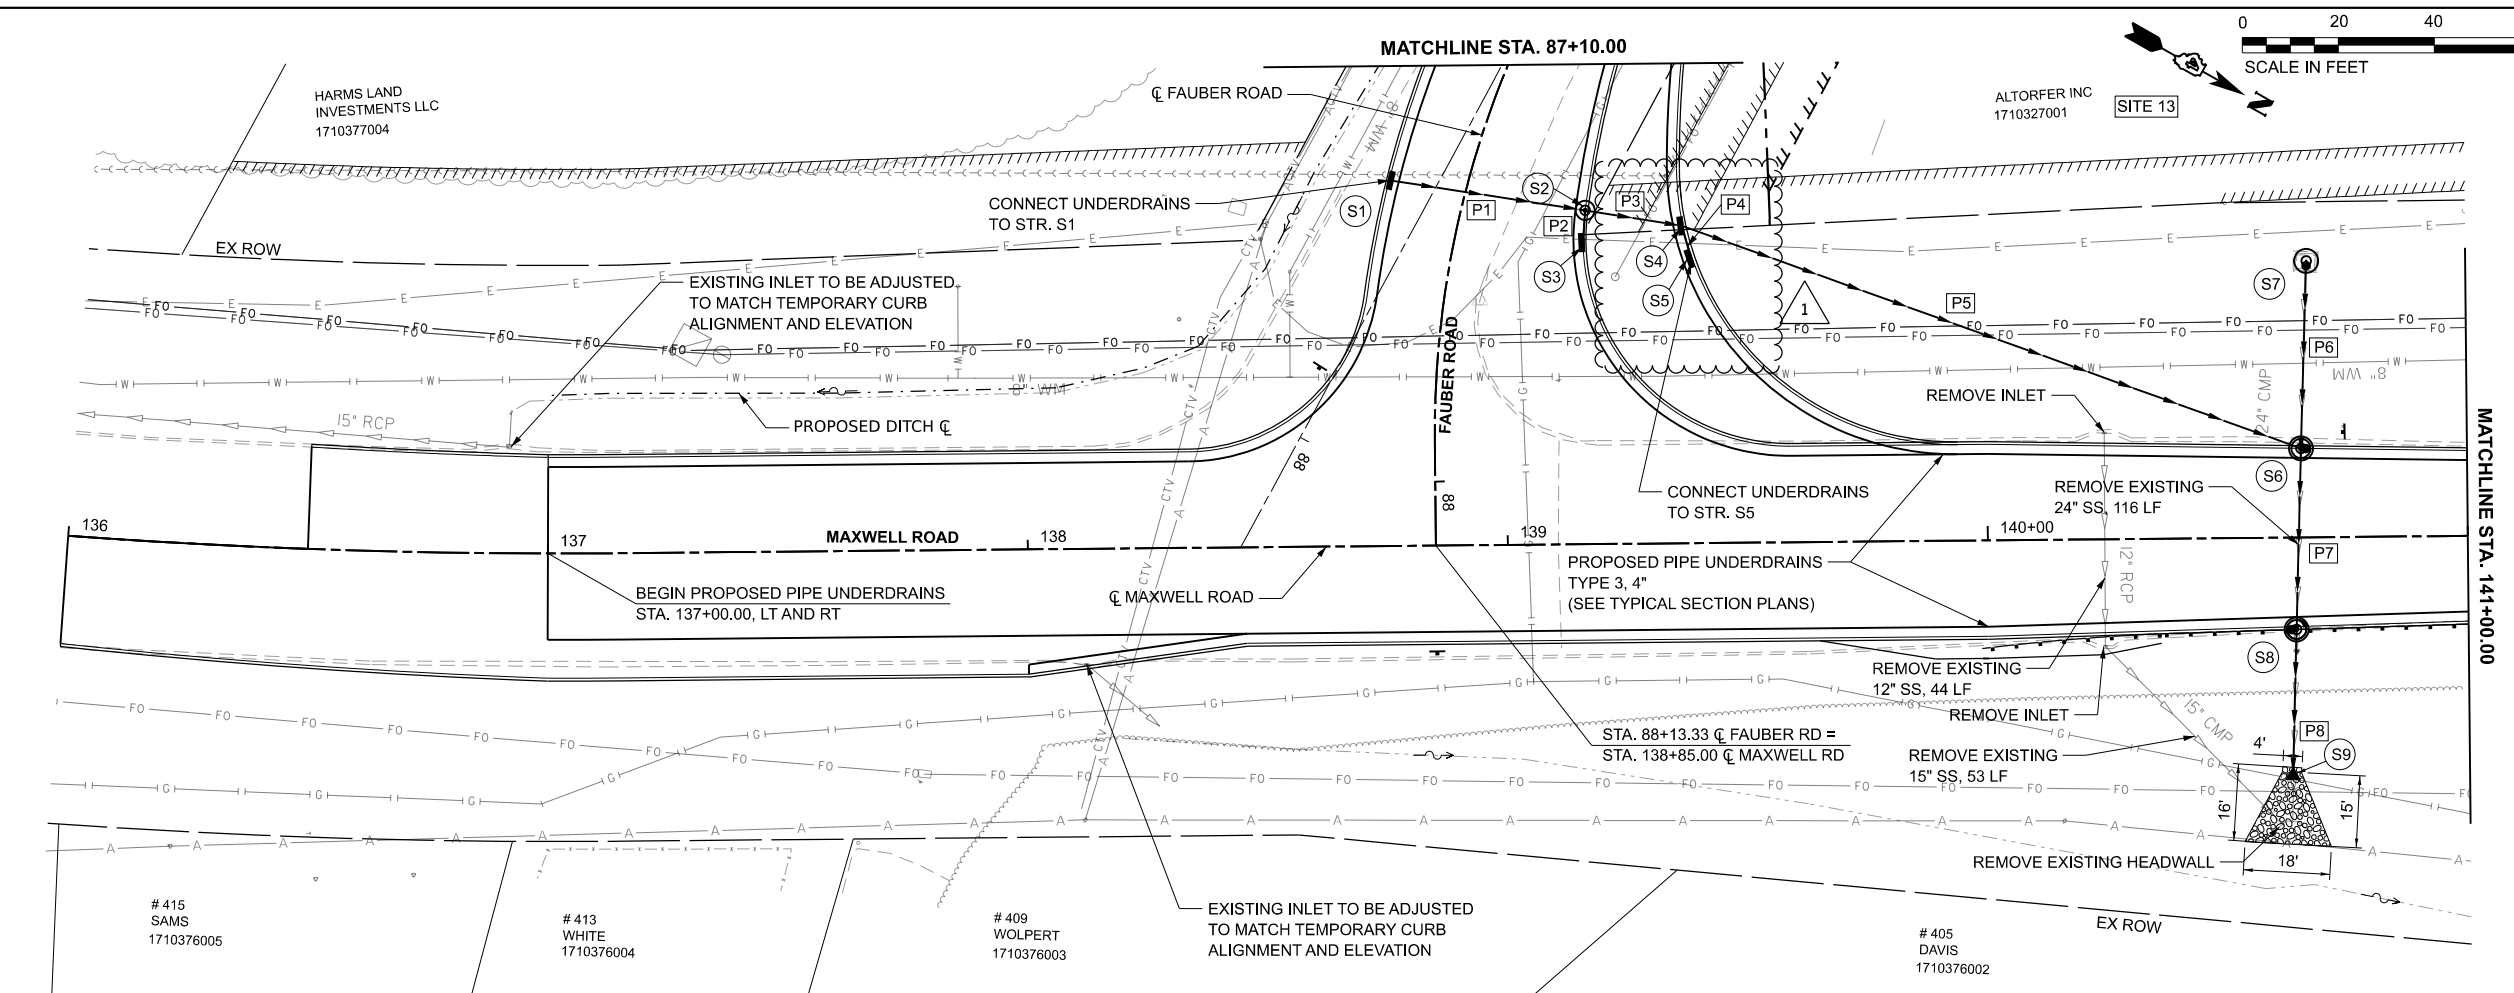 MATCHLINE STA. 87+10.00
0 20 40
SCALE IN FEET
N
HARMS LAND
INVESTMENTS LLC
1710377004
℄ FAUBER ROAD
ALTORFER INC
1710327001
SITE 13
CONNECT UNDERDRAINS
TO STR. S1
S1
P1
S2
P2
P3
P4
S3
S4
S5
1
P5
S7
P6
EX ROW
EXISTING INLET TO BE ADJUSTED
TO MATCH TEMPORARY CURB
ALIGNMENT AND ELEVATION
8" WM
8" WM
8" WM
24" CMP
15" RCP
PROPOSED DITCH ℄
FAUBER ROAD
88
88
REMOVE INLET
S6
CONNECT UNDERDRAINS
TO STR. S5
REMOVE EXISTING
24" SS, 116 LF
MATCHLINE STA. 141+00.00
136
137
MAXWELL ROAD
138
139
140+00
P7
12" RCP
BEGIN PROPOSED PIPE UNDERDRAINS
STA. 137+00.00, LT AND RT
℄ MAXWELL ROAD
PROPOSED PIPE UNDERDRAINS
TYPE 3, 4"
(SEE TYPICAL SECTION PLANS)
S8
REMOVE EXISTING
12" SS, 44 LF
REMOVE INLET
15" CMP
STA. 88+13.33 ℄ FAUBER RD =
STA. 138+85.00 ℄ MAXWELL RD
REMOVE EXISTING
15" SS, 53 LF
P8
S9
4'
16'
15'
18'
REMOVE EXISTING HEADWALL
EX ROW
# 415
SAMS
1710376005
# 413
WHITE
1710376004
# 409
WOLPERT
1710376003
EXISTING INLET TO BE ADJUSTED
TO MATCH TEMPORARY CURB
ALIGNMENT AND ELEVATION
# 405
DAVIS
1710376002